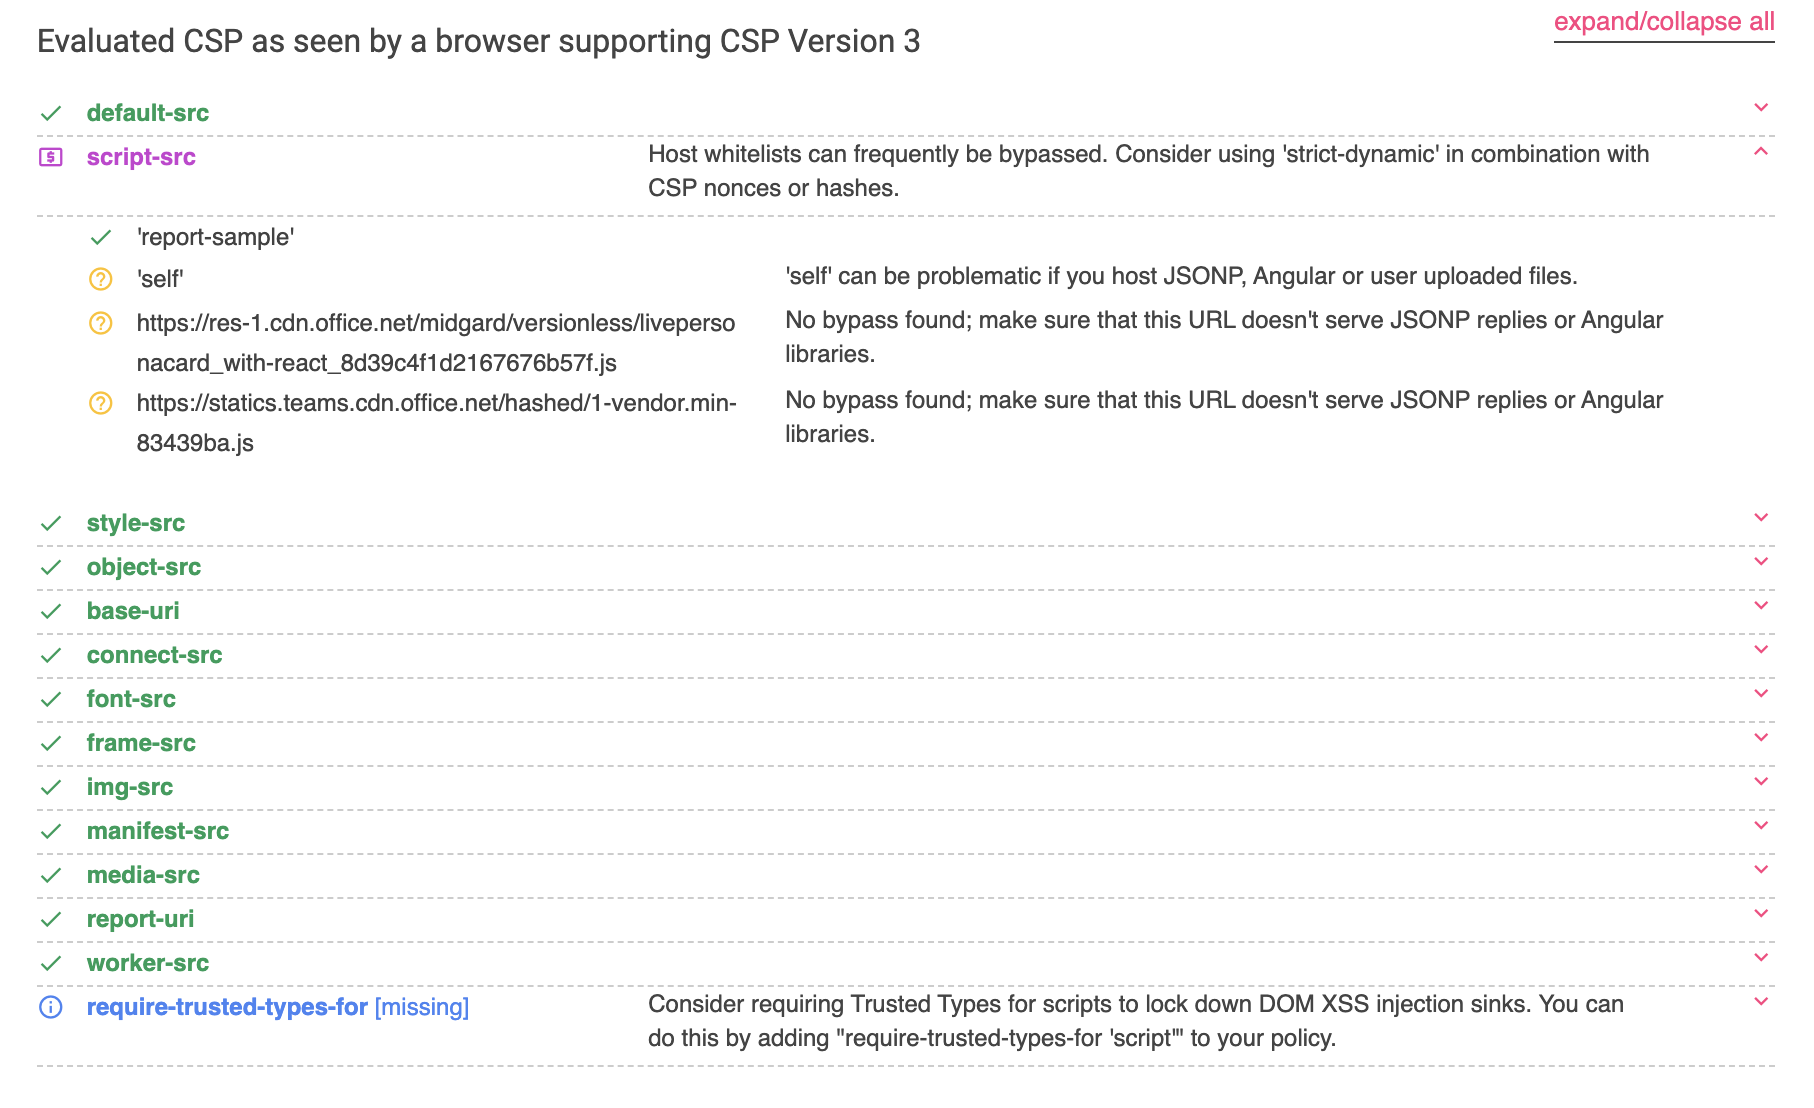 expand/collapse all
Evaluated CSP as seen by a browser supporting CSP Version 3
default-src
script-src
Host whitelists can frequently be bypassed. Consider using 'strict-dynamic' in combination with
CSP nonces or hashes.
'report-sample'
'self'
'self' can be problematic if you host JSONP, Angular or user uploaded files.
https://res-1.cdn.office.net/midgard/versionless/liveperso
nacard_with-react_8d39c4f1d2167676b57f.js
No bypass found; make sure that this URL doesn't serve JSONP replies or Angular
libraries.
https://statics.teams.cdn.office.net/hashed/1-vendor.min-
83439ba.js
No bypass found; make sure that this URL doesn't serve JSONP replies or Angular
libraries.
style-src
object-src
base-uri
connect-src
font-src
frame-src
img-src
manifest-src
media-src
report-uri
worker-src
require-trusted-types-for [missing]
Consider requiring Trusted Types for scripts to lock down DOM XSS injection sinks. You can
do this by adding "require-trusted-types-for 'script'" to your policy.